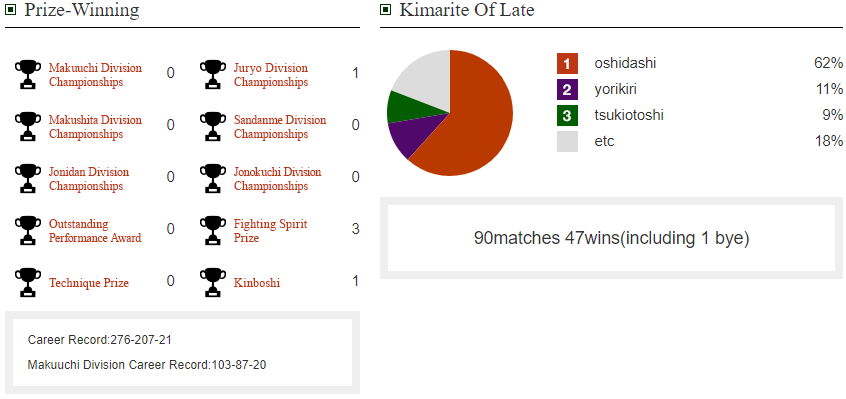 Prize-Winning
Makuuchi Division
Championships
0
Juryo Division
Championships
1
Makushita Division
Championships
0
Sandanme Division
Championships
0
Jonidan Division
Championships
0
Jonokuchi Division
Championships
0
Outstanding
Performance Award
0
Fighting Spirit
Prize
3
Technique Prize
0
Kinboshi
1
Career Record:276-207-21
Makuuchi Division Career Record:103-87-20
Kimarite Of Late
1 oshidashi 62%
2 yorikiri 11%
3 tsukiotoshi 9%
etc 18%
90matches 47wins(including 1 bye)